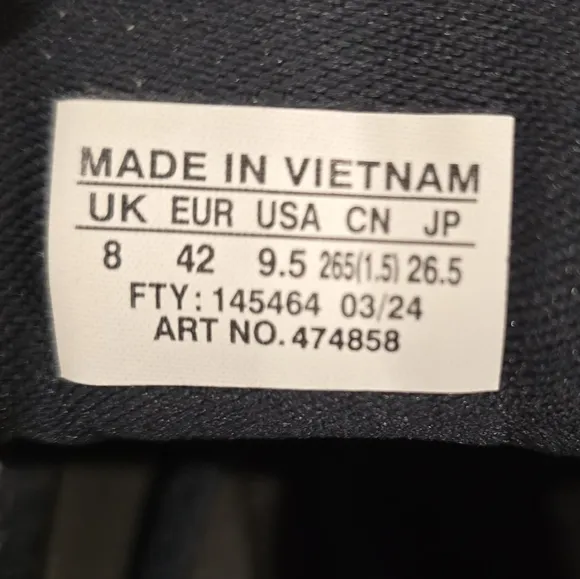 MADE IN VIETNAM
UK EUR USA CN JP
8 42 9.5 265(1.5) 26.5
FTY: 145464 03/24
ART NO. 474858